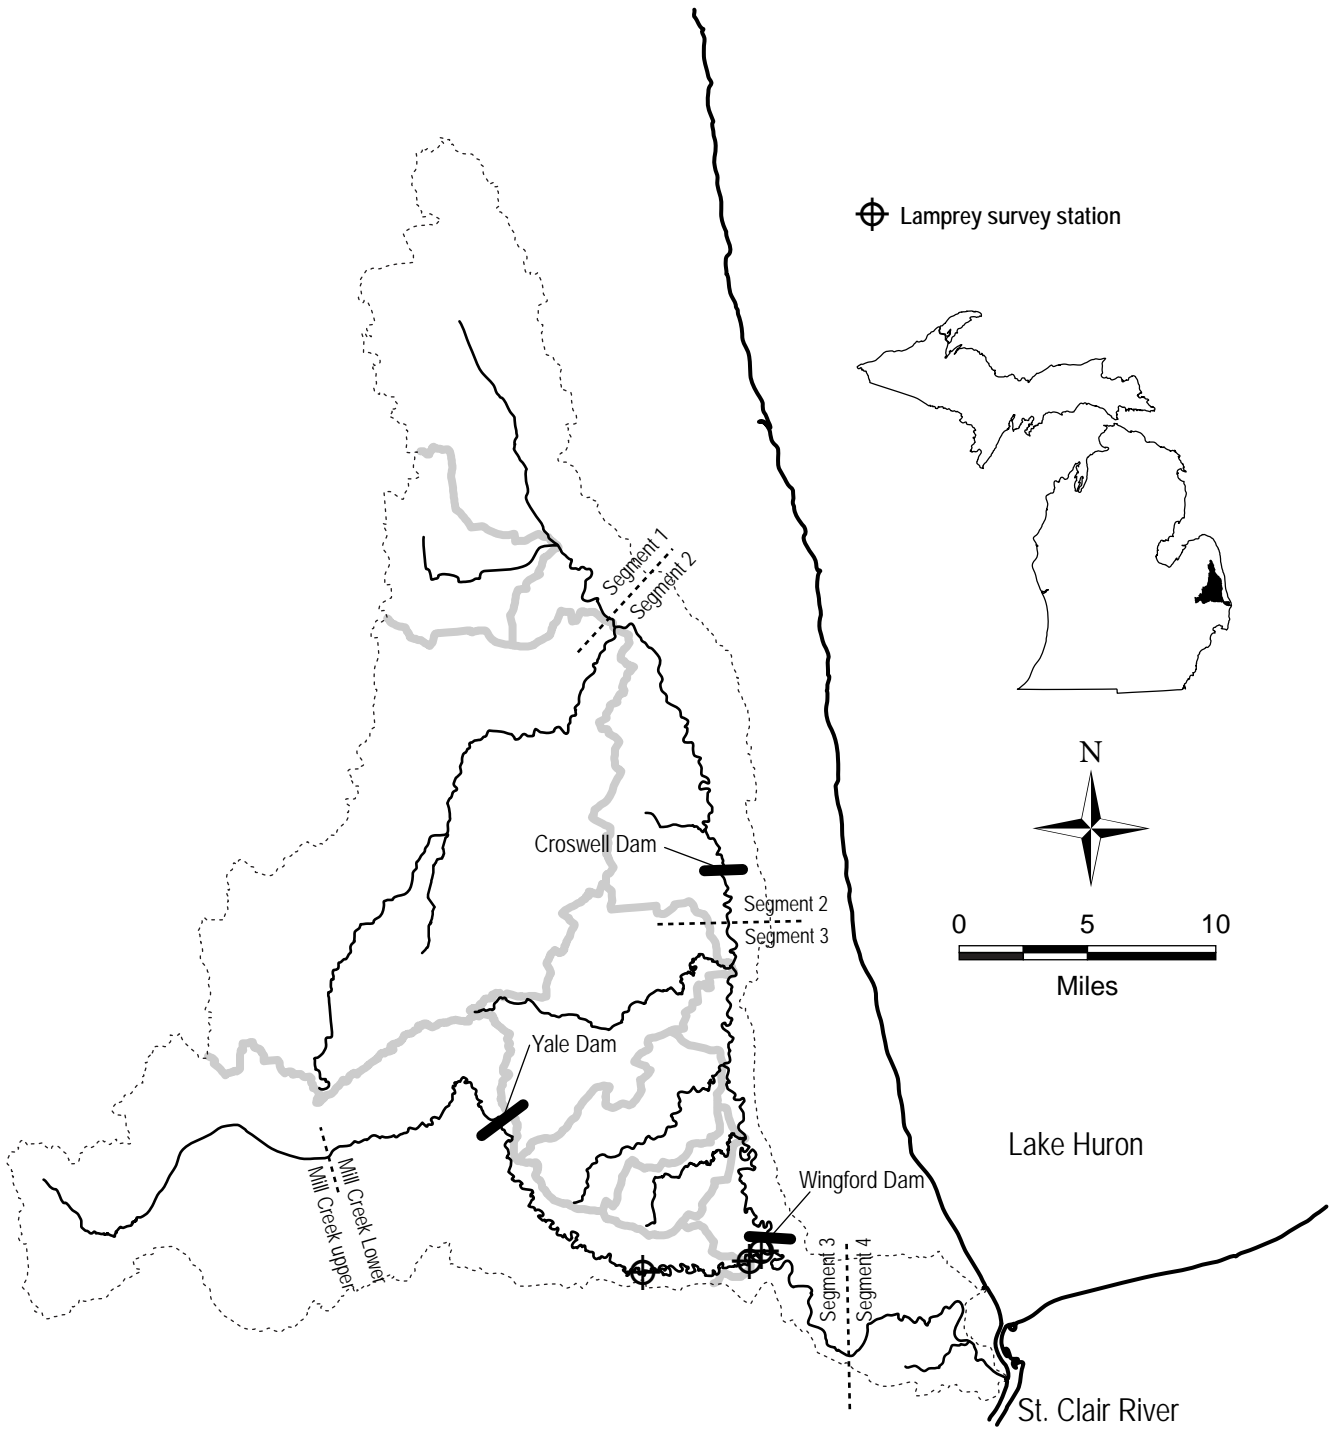 Lamprey survey station
Segment 1
Segment 2
N
Croswell Dam
Segment 2
Segment 3
0 5 10
Miles
Yale Dam
Lake Huron
Mill Creek Lower
Mill Creek upper
Wingford Dam
Segment 3
Segment 4
St. Clair River